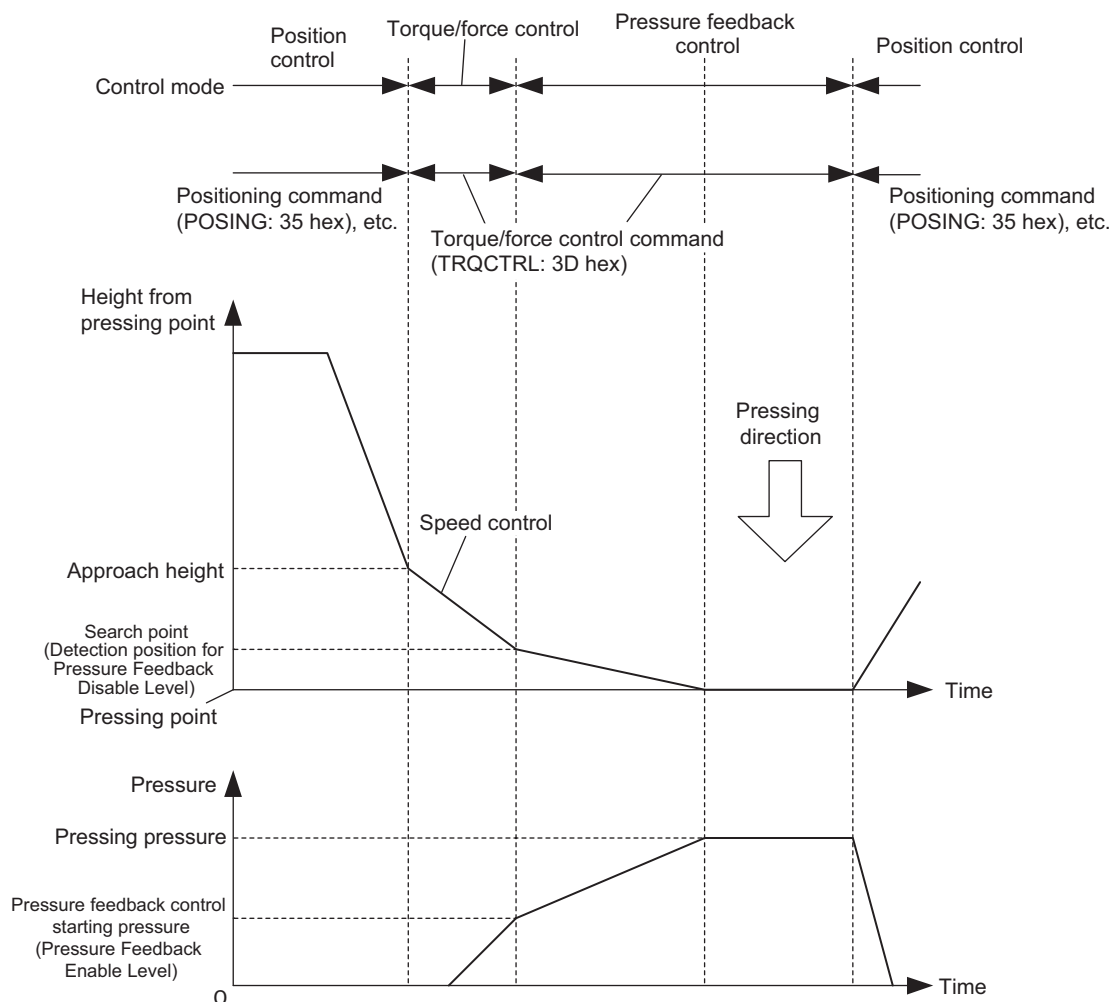 Position
control
Torque/force control
Pressure feedback
control
Position control
Control mode
Positioning command
(POSING: 35 hex), etc.
Torque/force control command
(TRQCTRL: 3D hex)
Positioning command
(POSING: 35 hex), etc.
Height from
pressing point
Pressing
direction
Speed control
Approach height
Search point
(Detection position for
Pressure Feedback
Disable Level)
Time
Pressing point
Pressure
Pressing pressure
Pressure feedback control
starting pressure
(Pressure Feedback
Enable Level)
0
Time